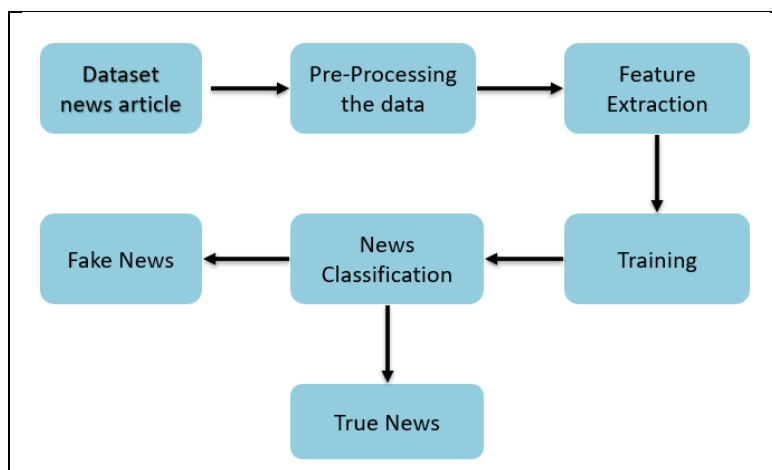 Dataset
news article
Pre-Processing
the data
Feature
Extraction
Fake News
News
Classification
Training
True News